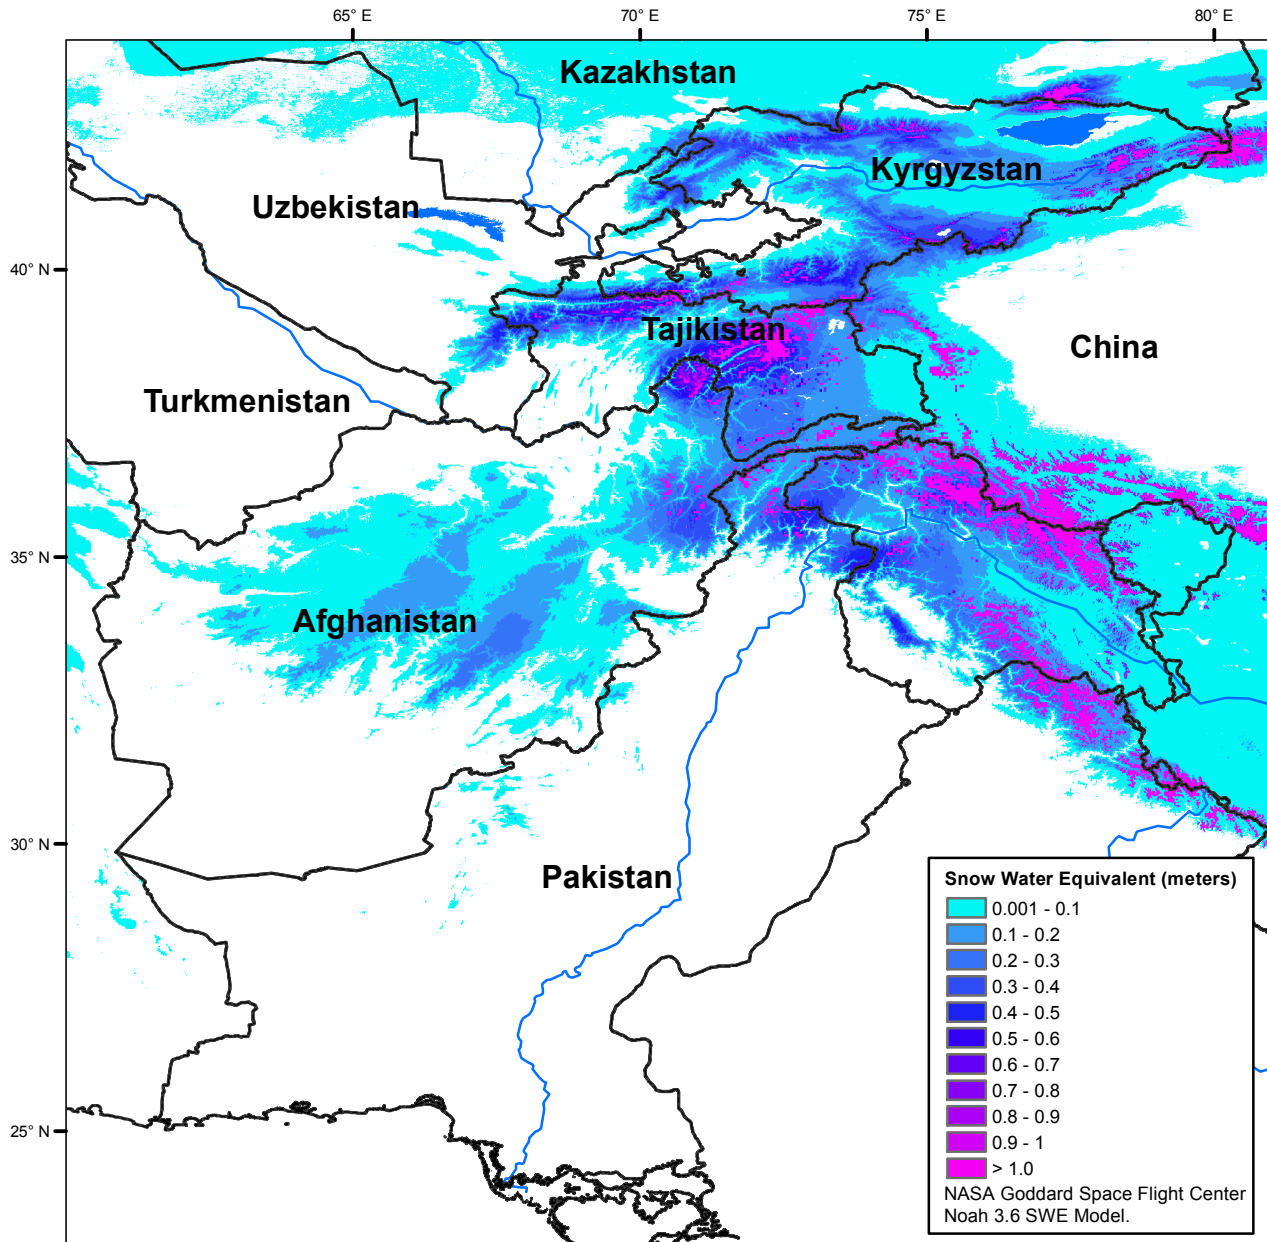 65° E
70° E
75° E
80° E
Kazakhstan
Kyrgyzstan
Uzbekistan
40° N
Tajikistan
China
Turkmenistan
35° N
Afghanistan
30° N
Pakistan
25° N
Snow Water Equivalent (meters)
0.001 - 0.1
0.1 - 0.2
0.2 - 0.3
0.3 - 0.4
0.4 - 0.5
0.5 - 0.6
0.6 - 0.7
0.7 - 0.8
0.8 - 0.9
0.9 - 1
> 1.0
NASA Goddard Space Flight Center
Noah 3.6 SWE Model.